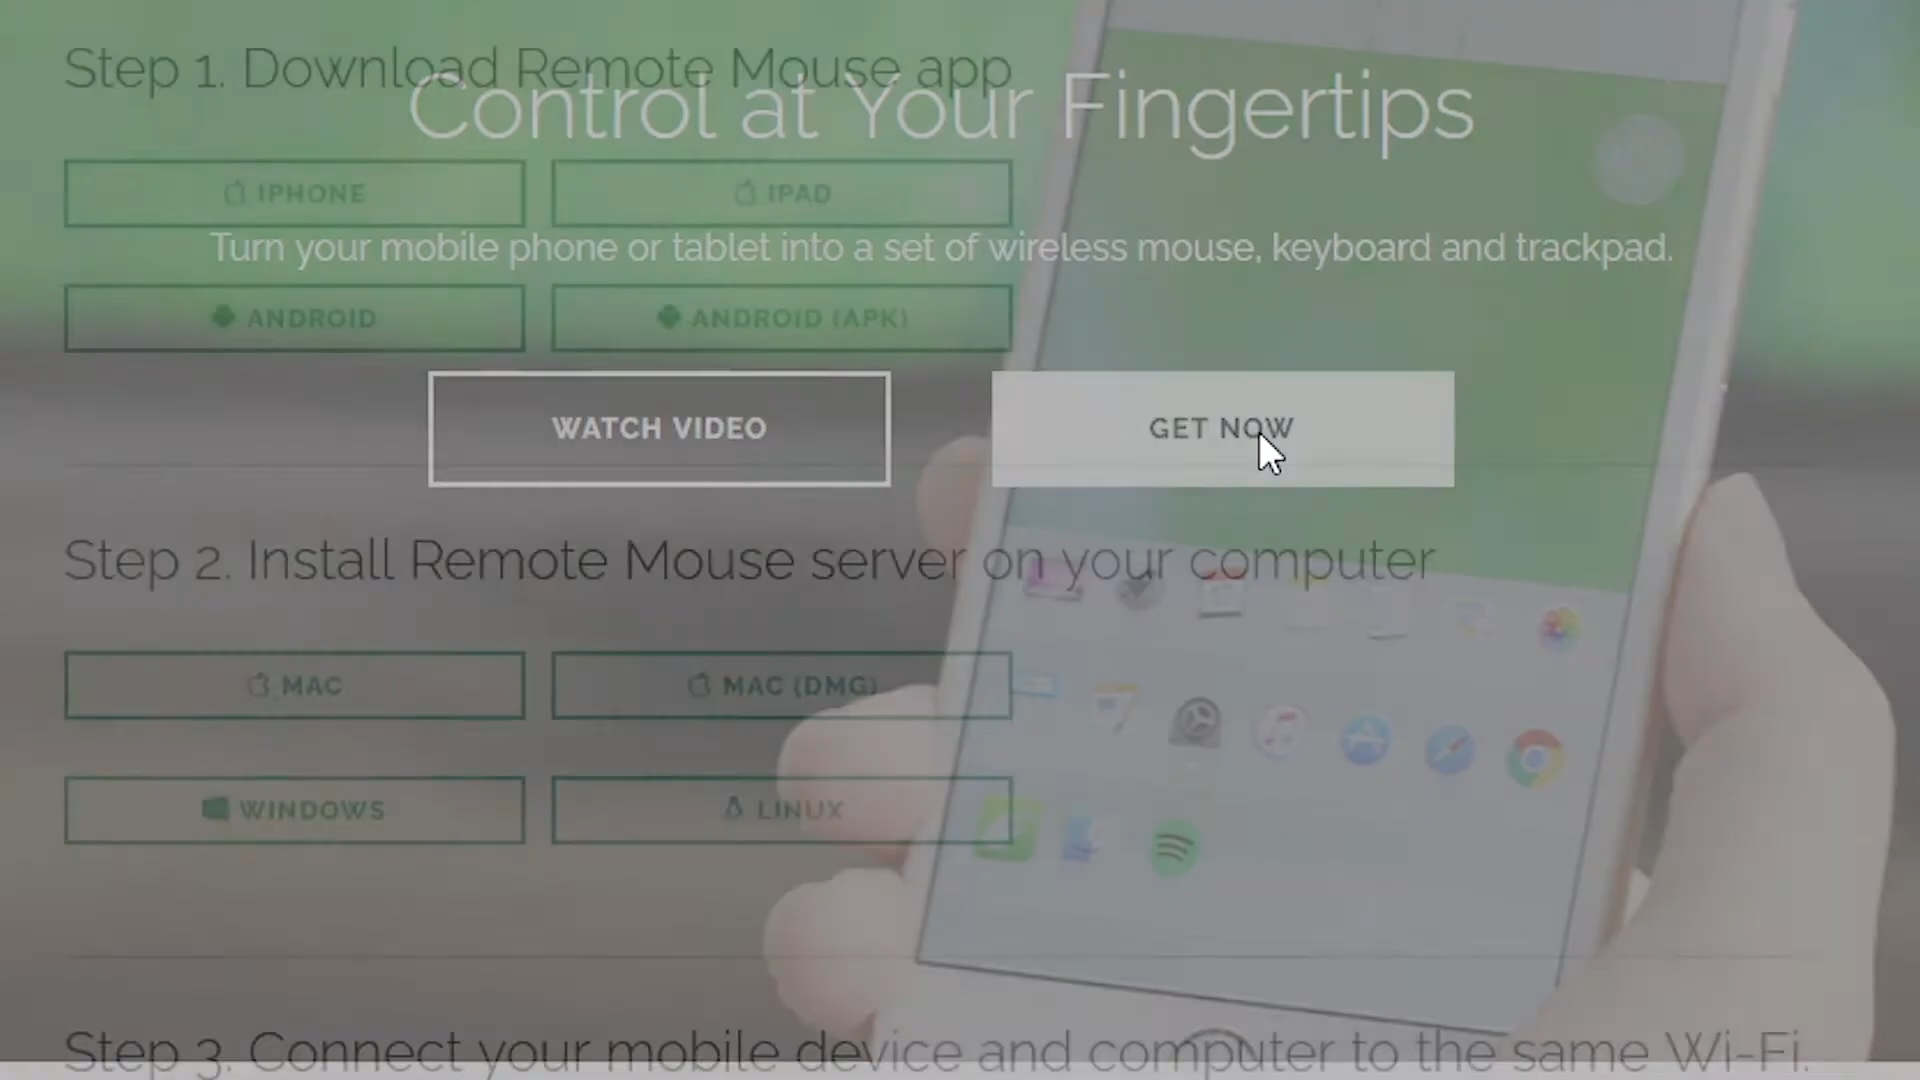 Step 1. Download Remote Mouse app
Control at Your Fingertips
IPHONE
IPAD
Turn your mobile phone or tablet into a set of wireless mouse, keyboard and trackpad.
ANDROID
ANDROID (APK)
WATCH VIDEO
GET NOW
Step 2. Install Remote Mouse server on your computer
MAC
MAC (DMG)
WINDOWS
LINUX
Step 3. Connect your mobile device and computer to the same Wi-Fi.